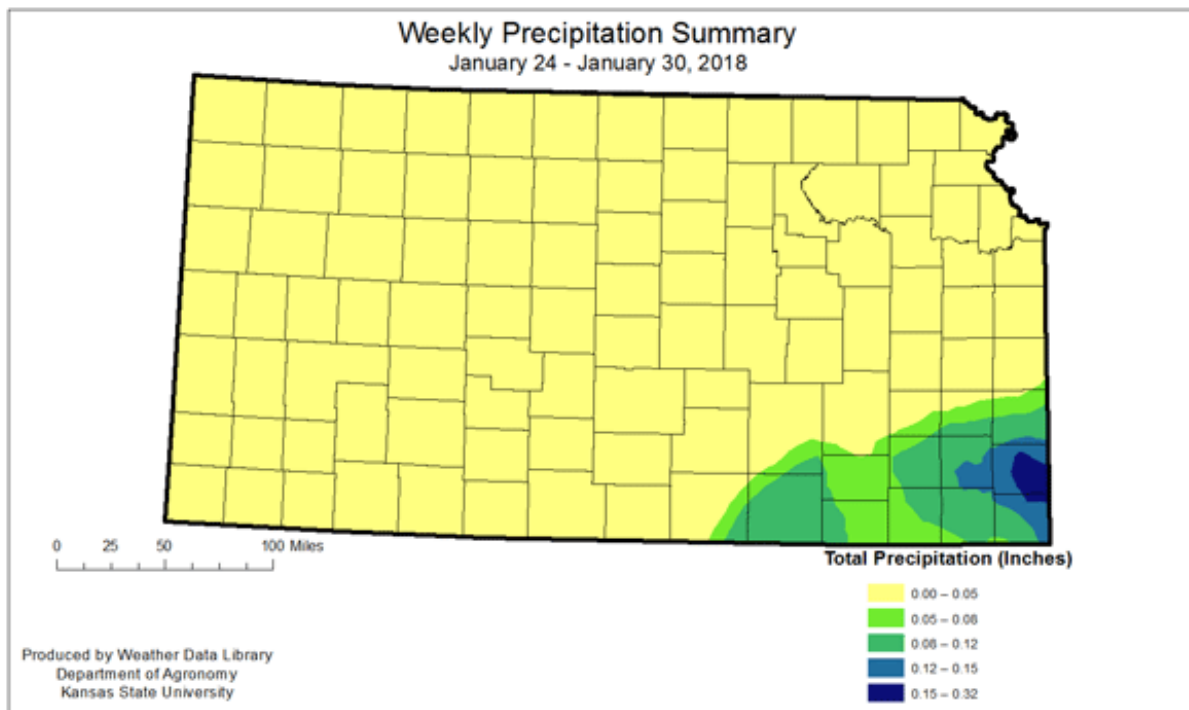 Weekly Precipitation Summary
January 24 - January 30, 2018
0 25 50 100 Miles
Total Precipitation (Inches)
0.00 – 0.05
0.05 – 0.08
0.08 – 0.12
0.12 – 0.15
0.15 – 0.32
Produced by Weather Data Library
Department of Agronomy
Kansas State University